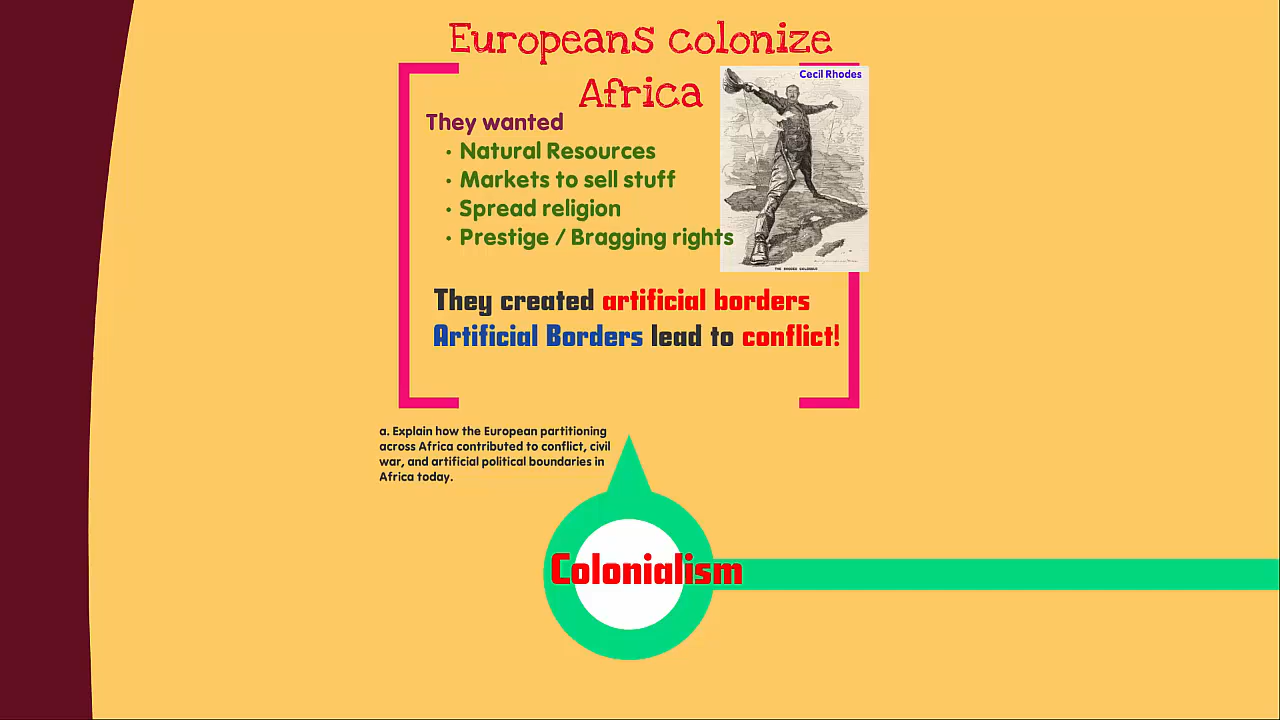 Europeans colonize
Africa
Cecil Rhodes
They wanted
• Natural Resources
• Markets to sell stuff
• Spread religion
• Prestige / Bragging rights
They created artificial borders
Artificial Borders lead to conflict!
a. Explain how the European partitioning
across Africa contributed to conflict, civil
war, and artificial political boundaries in
Africa today.
Colonialism